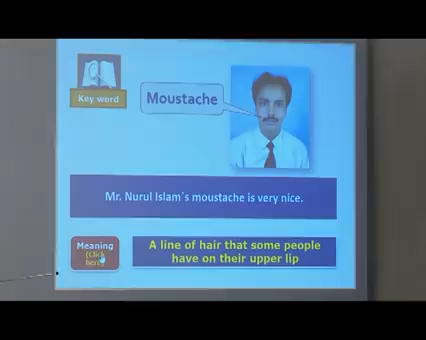 Key word
Moustache
Mr. Nurul Islam`s moustache is very nice.
Meaning
(Click
here)
A line of hair that some people
have on their upper lip